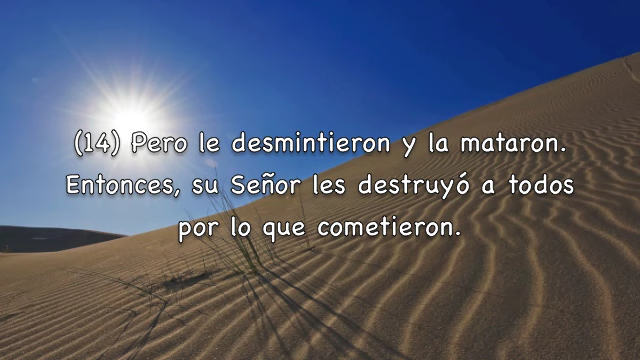 (14) Pero le desmintieron y la mataron.
Entonces, su Señor les destruyó a todos
por lo que cometieron.